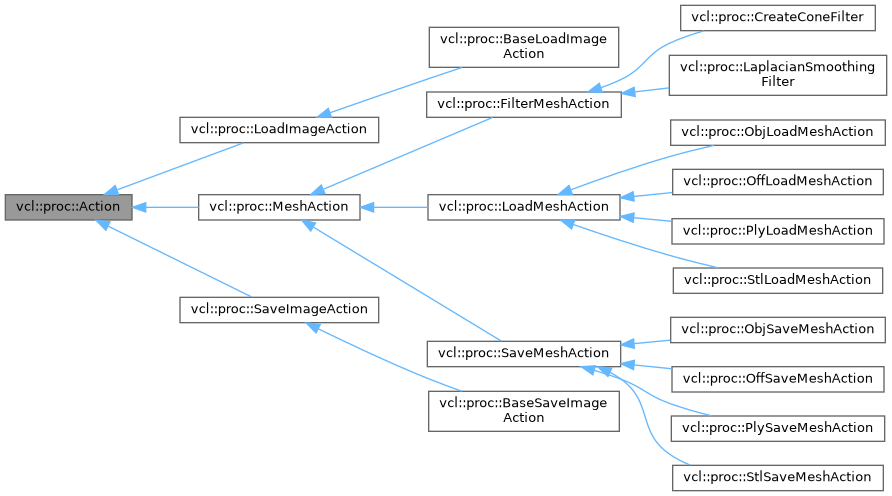 vcl::proc::Action
vcl::proc::LoadImageAction
vcl::proc::MeshAction
vcl::proc::SaveImageAction
vcl::proc::BaseLoadImage
Action
vcl::proc::FilterMeshAction
vcl::proc::LoadMeshAction
vcl::proc::SaveMeshAction
vcl::proc::BaseSaveImage
Action
vcl::proc::CreateConeFilter
vcl::proc::LaplacianSmoothing
Filter
vcl::proc::ObjLoadMeshAction
vcl::proc::OffLoadMeshAction
vcl::proc::PlyLoadMeshAction
vcl::proc::StlLoadMeshAction
vcl::proc::ObjSaveMeshAction
vcl::proc::OffSaveMeshAction
vcl::proc::PlySaveMeshAction
vcl::proc::StlSaveMeshAction